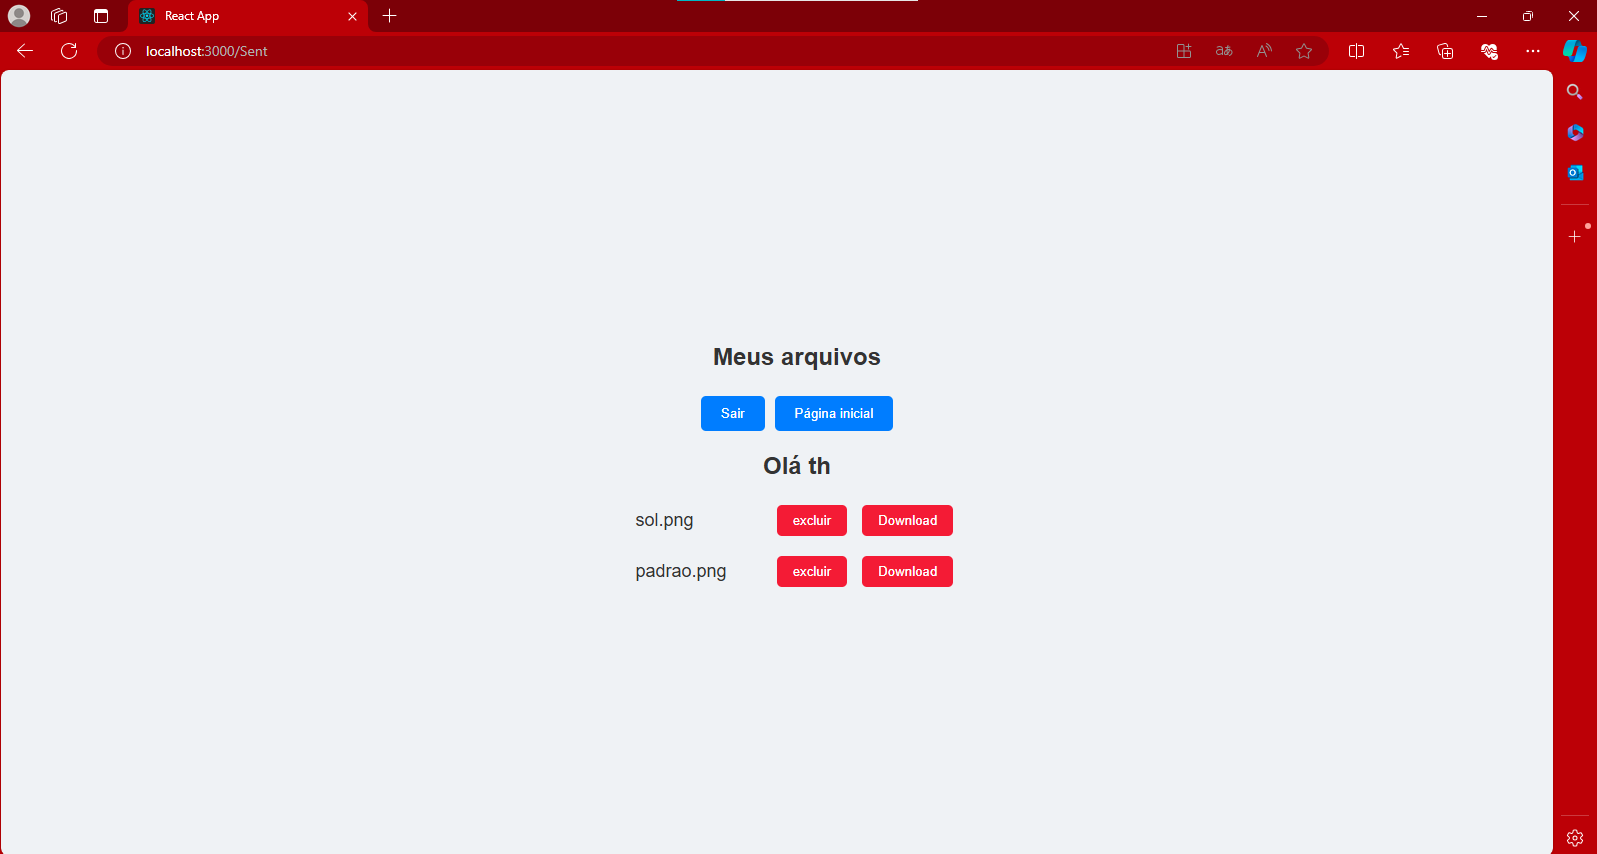 React App
localhost:3000/Sent
Meus arquivos
Sair Página inicial
Olá th
sol.png excluir Download
padrao.png excluir Download